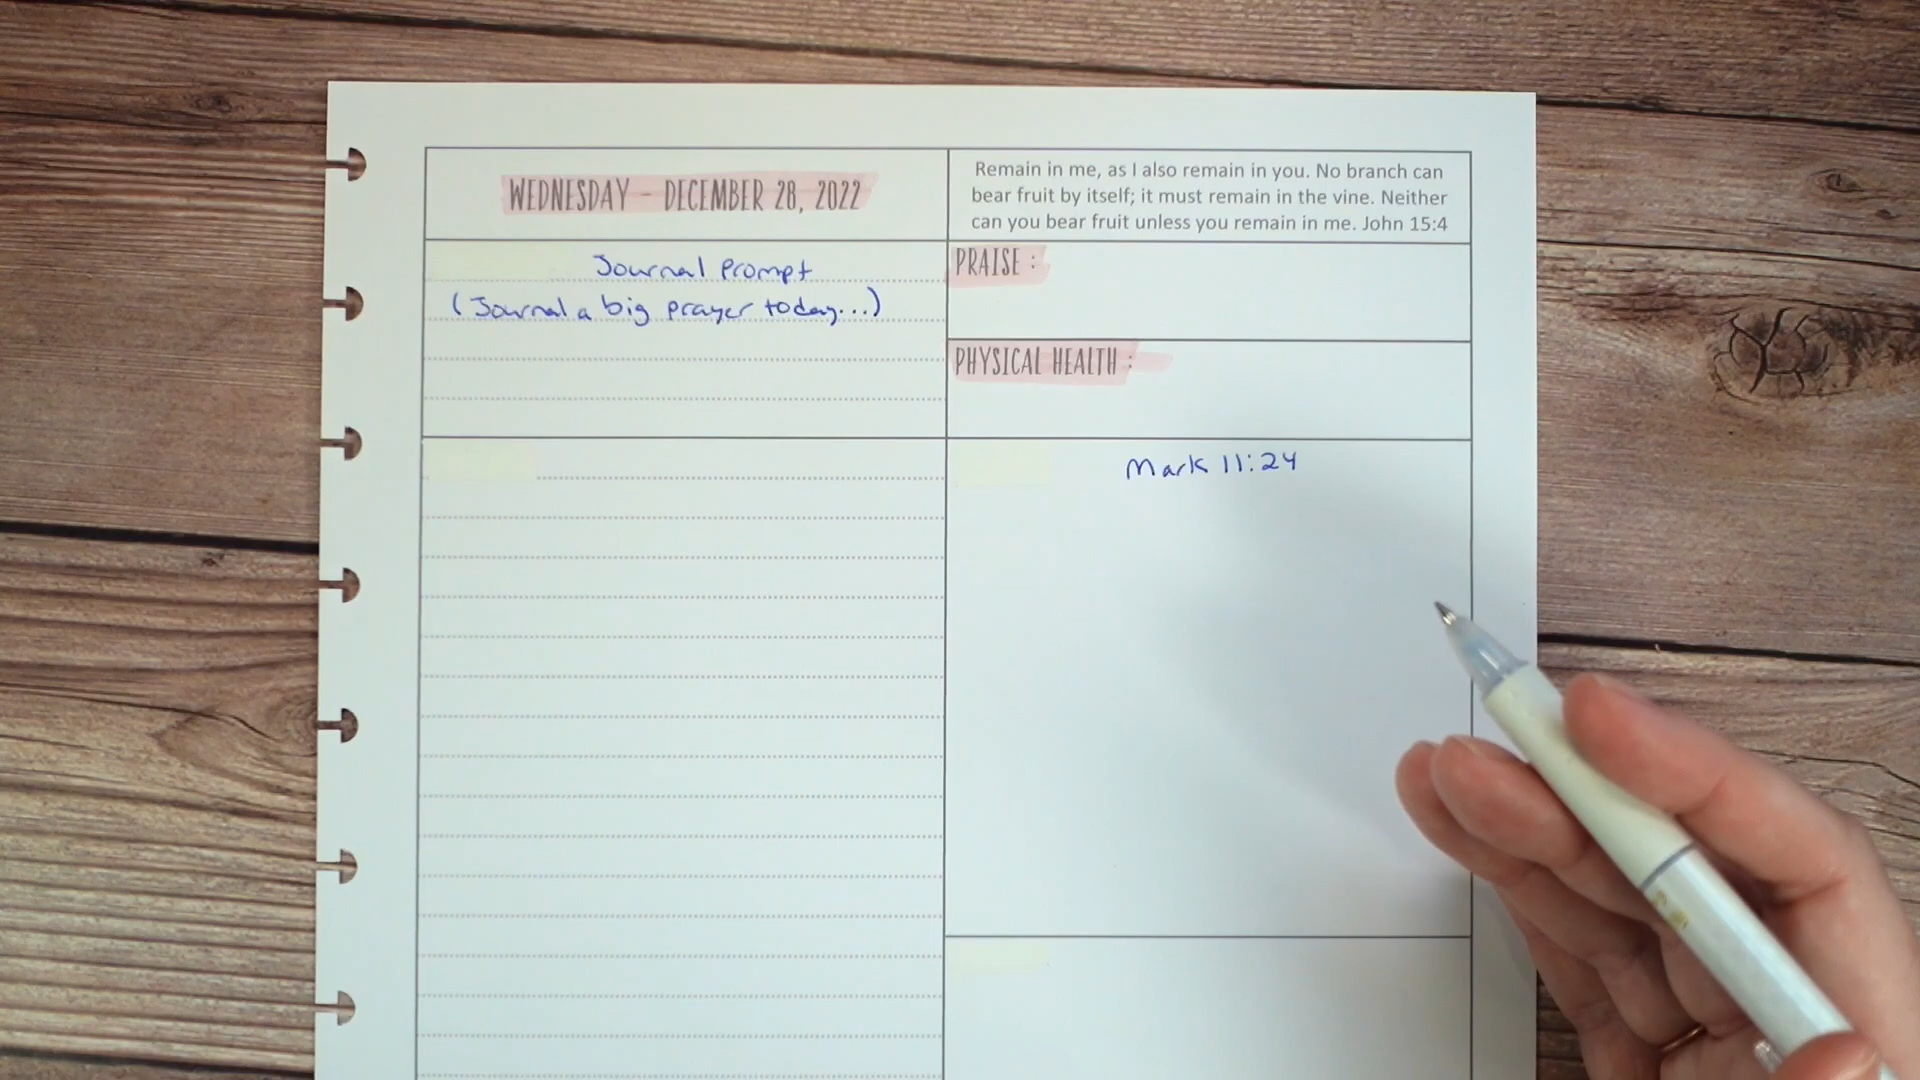 WEDNESDAY - DECEMBER 28, 2022
Remain in me, as I also remain in you. No branch can
bear fruit by itself; it must remain in the vine. Neither
can you bear fruit unless you remain in me. John 15:4
Journal Prompt
(Journal a big prayer today...)
PRAISE :
PHYSICAL HEALTH :
Mark 11:24